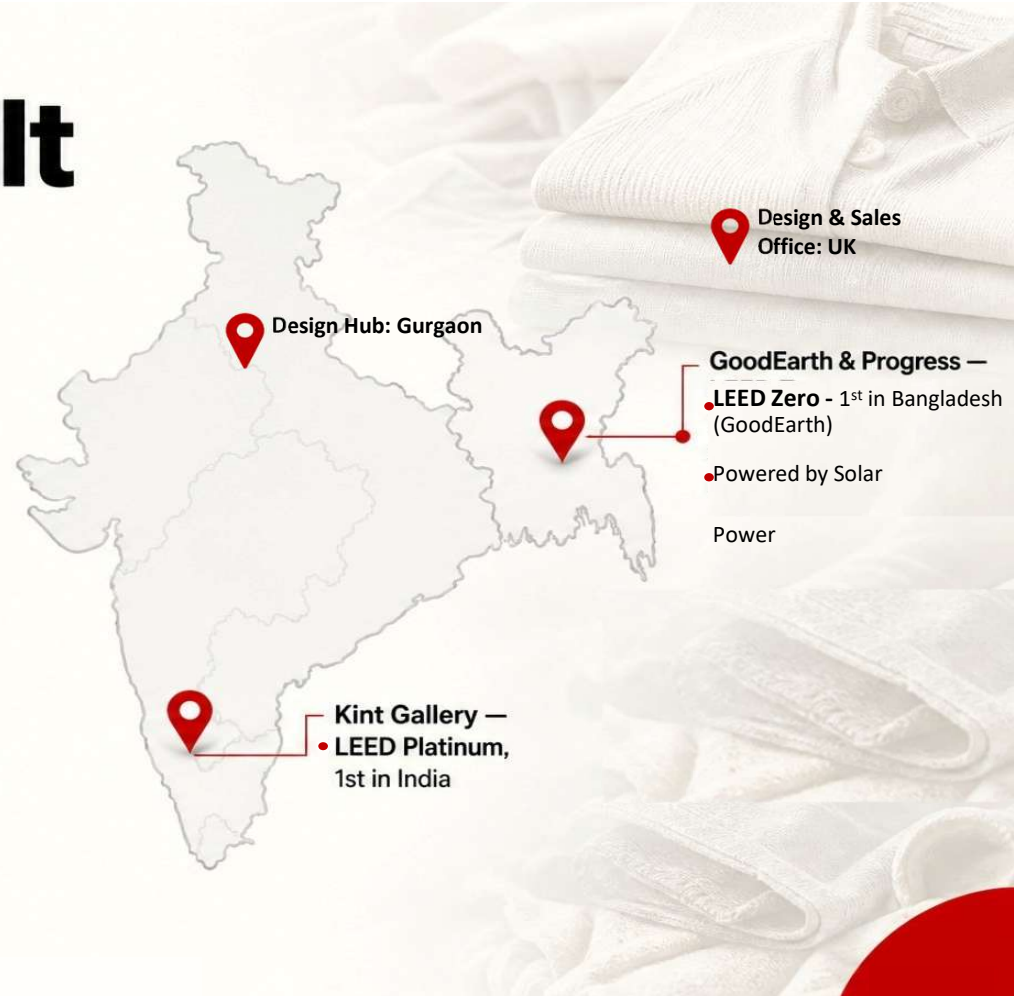 lt
Design & Sales
Office: UK
Design Hub: Gurgaon
GoodEarth & Progress —
LEED Zero - 1st in Bangladesh
(GoodEarth)
Powered by Solar
Power
Kint Gallery —
LEED Platinum,
1st in India